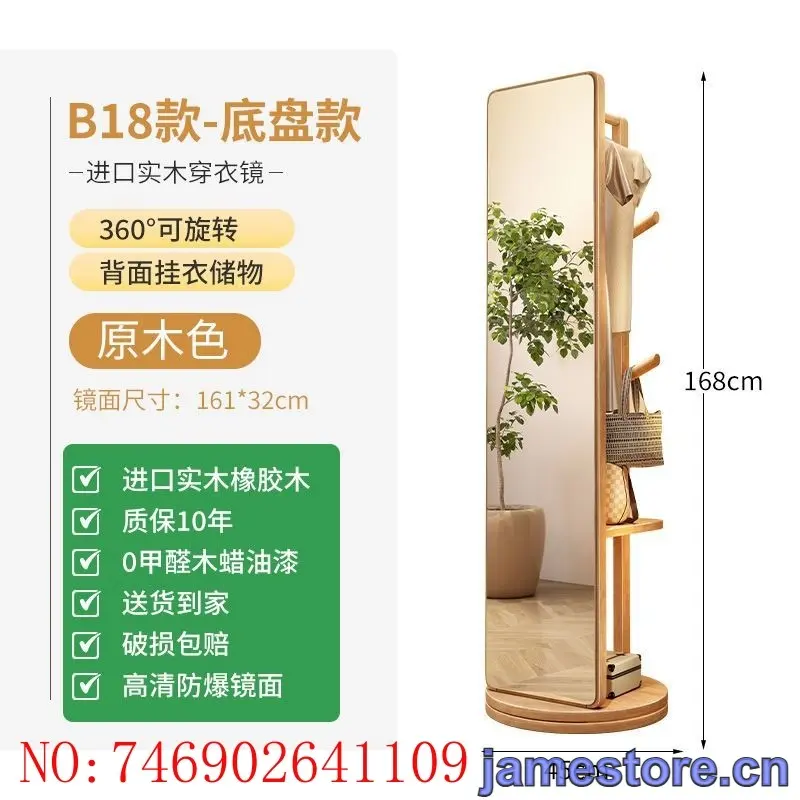 B18款-底盘款
–进口实木穿衣镜–
360°可旋转
背面挂衣储物
原木色
镜面尺寸：161*32cm
进口实木橡胶木
质保10年
0甲醛木蜡油漆
送货到家
破损包赔
高清防爆镜面
168cm
NO:746902641109
jamestore.cn